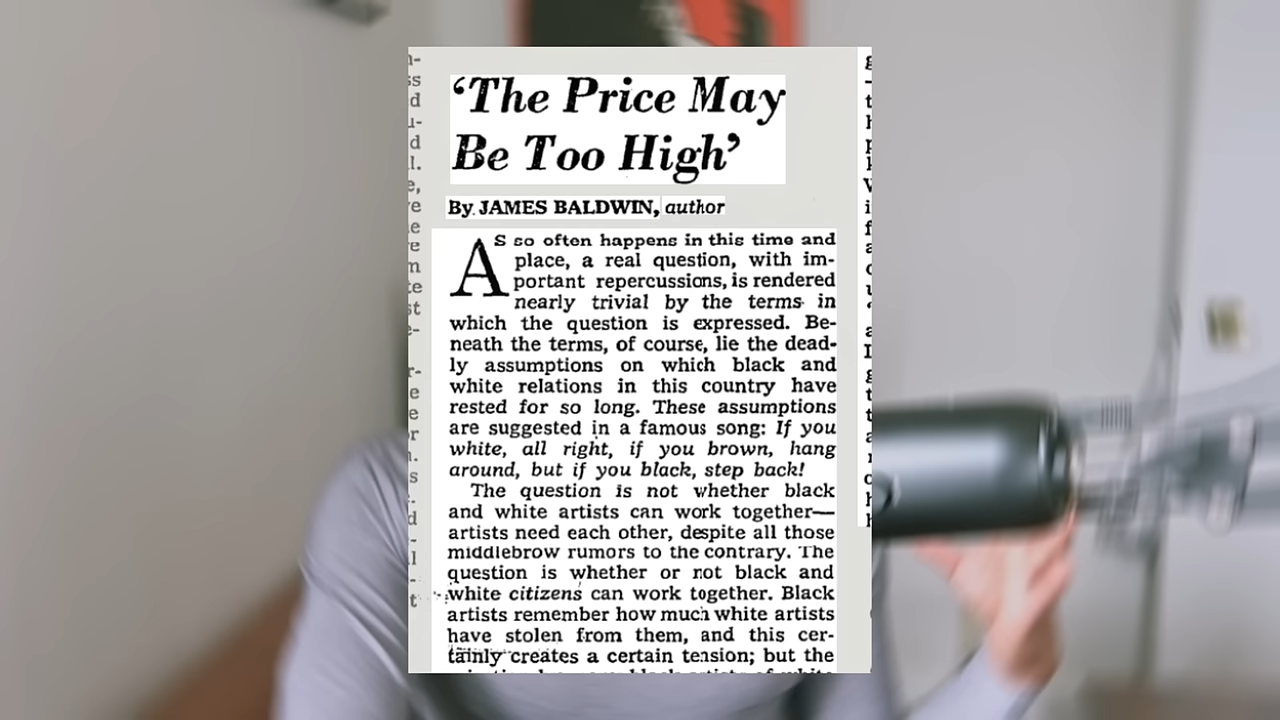 ‘The Price May
Be Too High’
By JAMES BALDWIN, author
As so often happens in this time and
place, a real question, with im-
portant repercussions, is rendered
nearly trivial by the terms in
which the question is expressed. Be-
neath the terms, of course, lie the dead-
ly assumptions on which black and
white relations in this country have
rested for so long. These assumptions
are suggested in a famous song: If you
white, all right, if you brown, hang
around, but if you black, step back!
The question is not whether black
and white artists can work together—
artists need each other, despite all those
middlebrow rumors to the contrary. The
question is whether or not black and
white citizens can work together. Black
artists remember how much white artists
have stolen from them, and this cer-
tainly creates a certain tension; but the